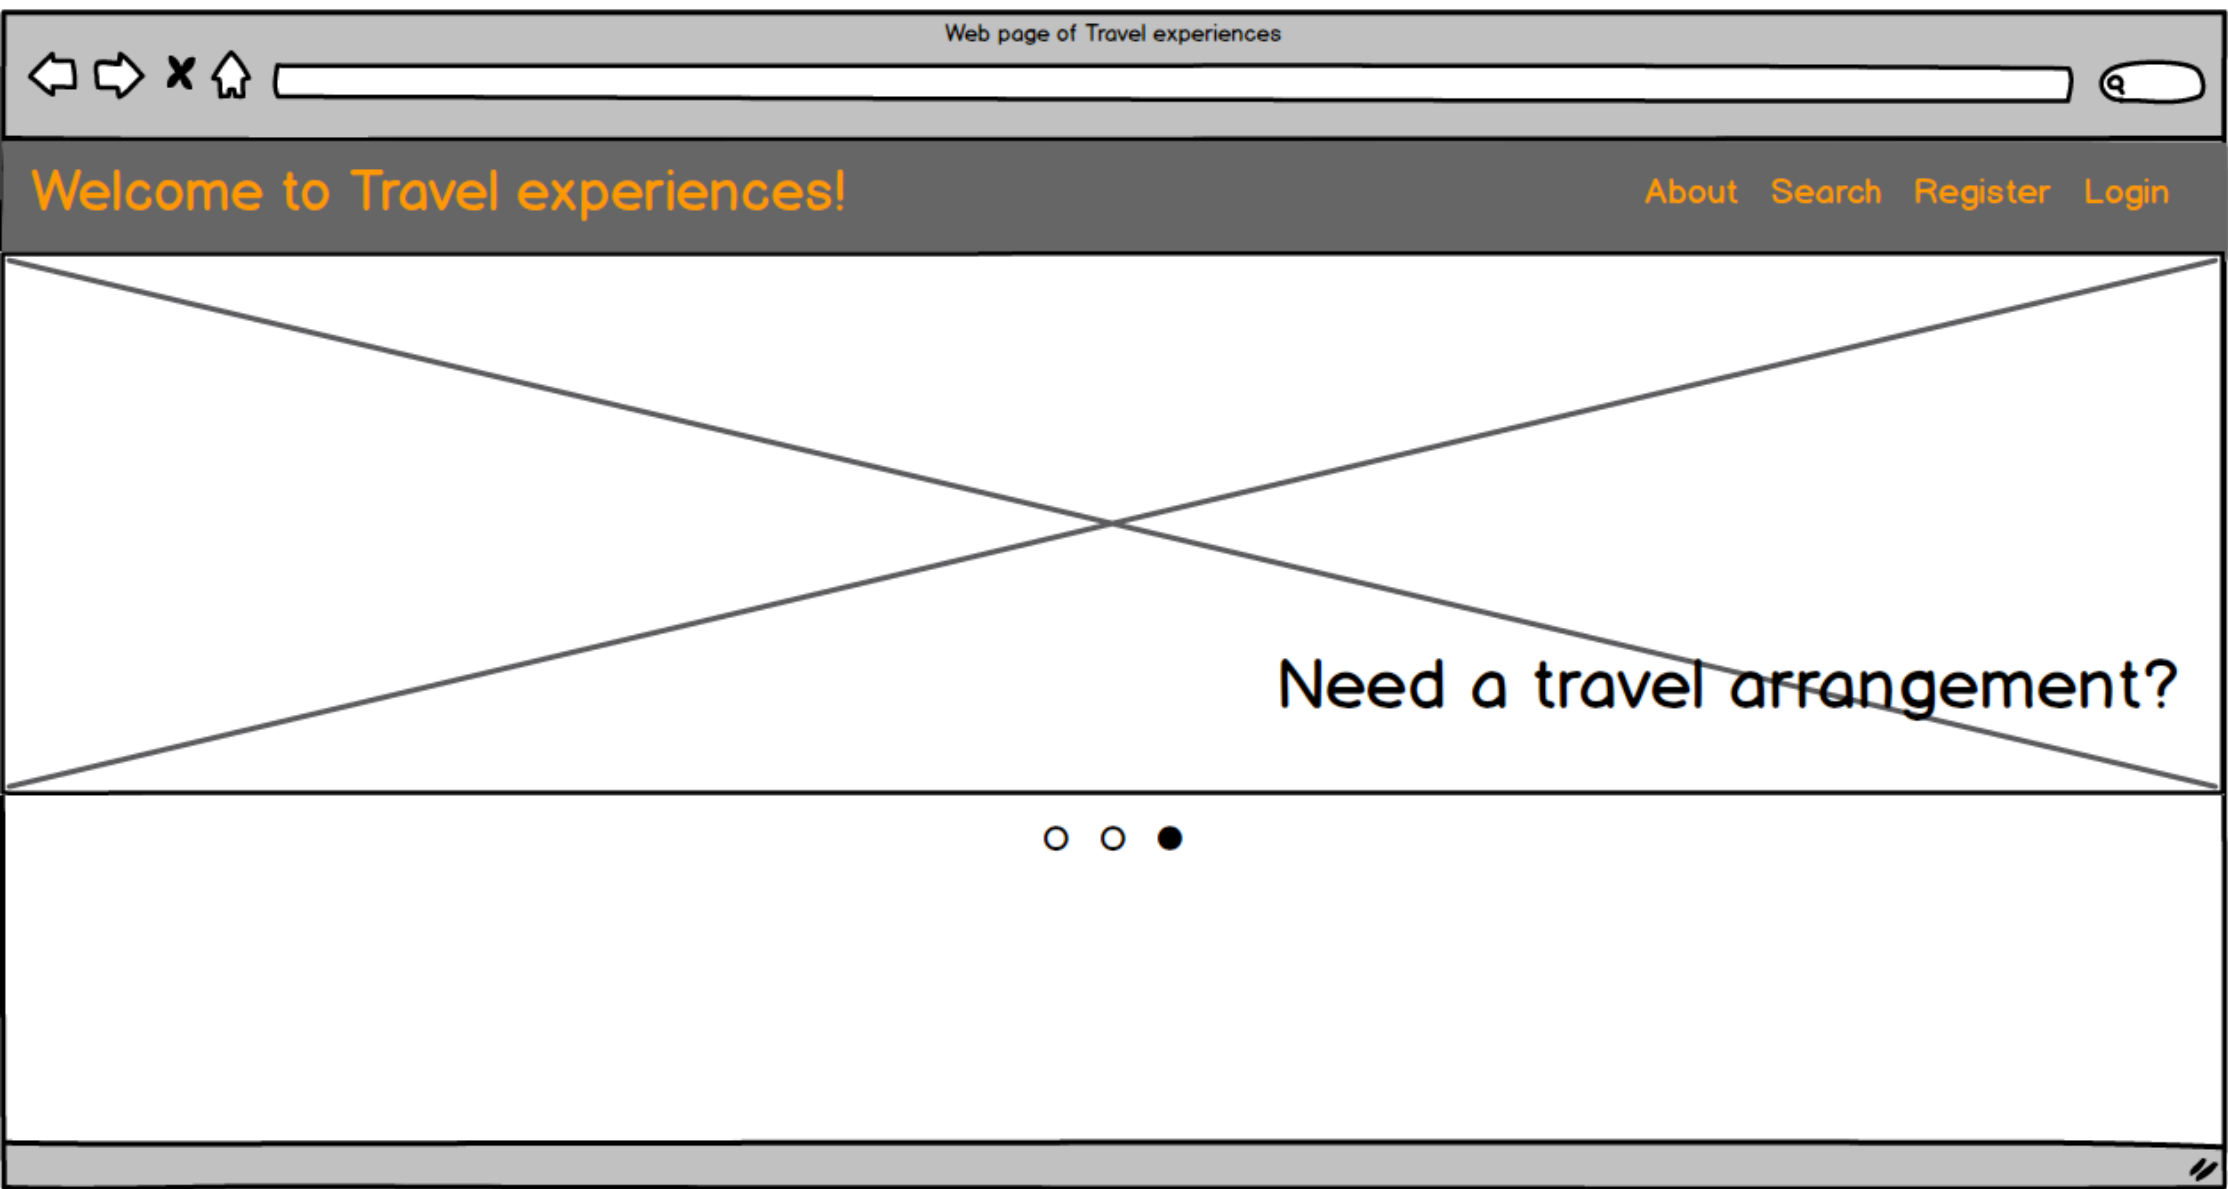 Web page of Travel experiences
Welcome to Travel experiences!
About Search Register Login
Need a travel arrangement?